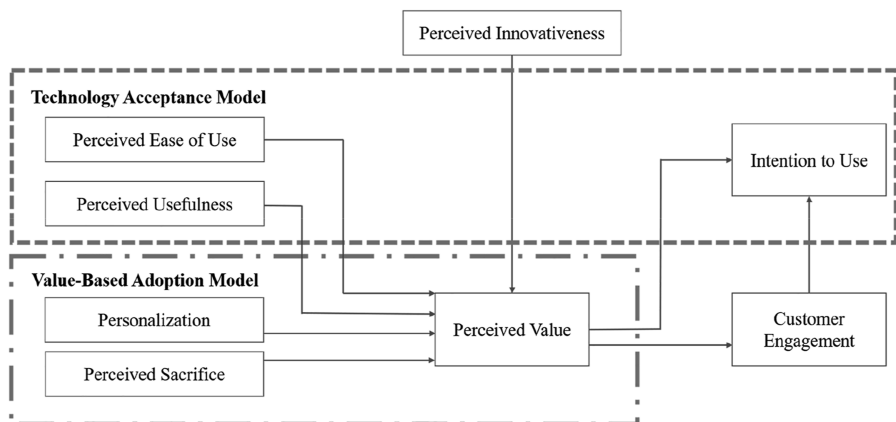 Perceived Innovativeness
Technology Acceptance Model
Perceived Ease of Use
Perceived Usefulness
Intention to Use
Value-Based Adoption Model
Personalization
Perceived Sacrifice
Perceived Value
Customer
Engagement